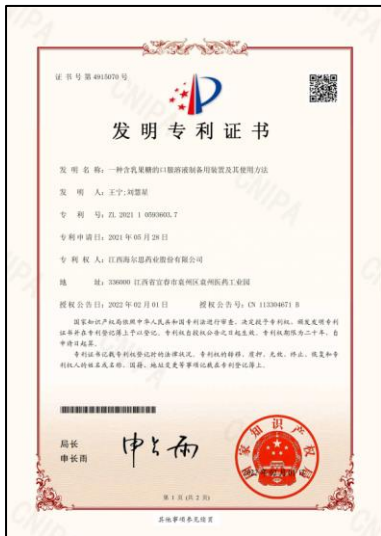 证书号第4915070号
发明专利证书
发 明 名 称：一种含乳果糖的口服溶液制备用装置及其使用方法
发 明 人：王宁;刘慧星
专 利 号：ZL 2021 1 0593603.7
专利申请日：2021年05月28日
专 利 权 人：江西海尔思药业股份有限公司
地 址：336000 江西省宜春市袁州区袁州医药工业园
授权公告日：2022年02月01日 授权公告号：CN 113304671 B
国家知识产权局依照中华人民共和国专利法进行审查，决定授予专利权，颁发发明专利
证书并在专利登记簿上予以登记。专利权自授权公告之日起生效。专利权期限为二十年，自
申请日起算。
专利证书记载专利权登记时的法律状况。专利权的转移、质押、无效、终止、恢复和专
利权人的姓名或名称、国籍、地址变更等事项记载在专利登记簿上。
局长
申长雨
申长雨
国家知识产权局
第 1 页 (共 2 页)
其他事项参见续页
CNIPA